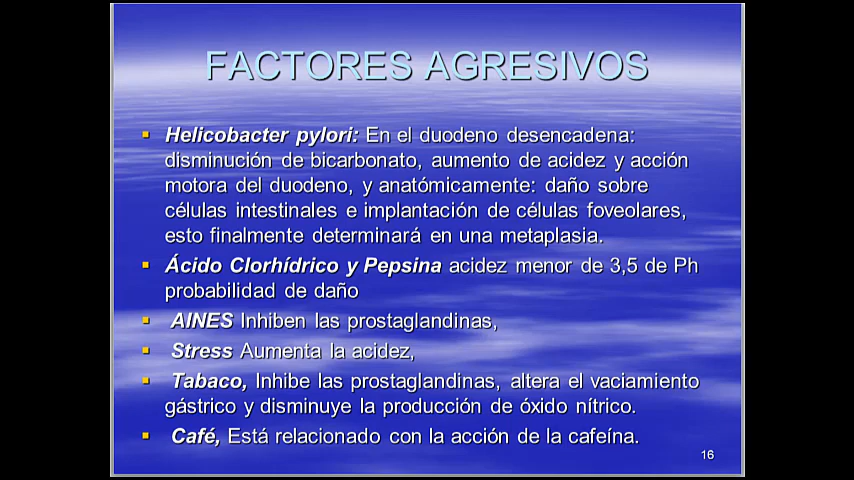 FACTORES AGRESIVOS
▪ Helicobacter pylori: En el duodeno desencadena:
disminución de bicarbonato, aumento de acidez y acción
motora del duodeno, y anatómicamente: daño sobre
células intestinales e implantación de células foveolares,
esto finalmente determinará en una metaplasia.
▪ Ácido Clorhídrico y Pepsina acidez menor de 3,5 de Ph
probabilidad de daño
▪ AINES Inhiben las prostaglandinas,
▪ Stress Aumenta la acidez,
▪ Tabaco, Inhibe las prostaglandinas, altera el vaciamiento
gástrico y disminuye la producción de óxido nítrico.
▪ Café, Está relacionado con la acción de la cafeína.
16